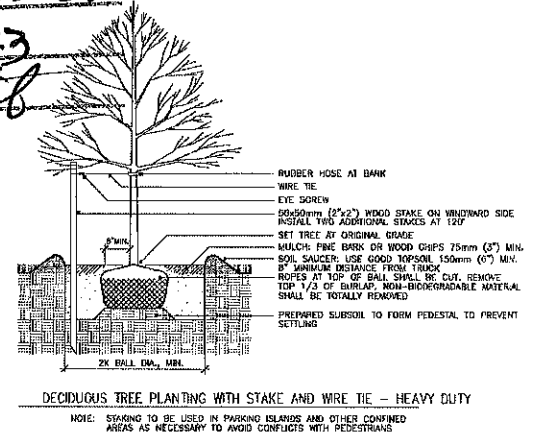 3
RUBBER HOSE AT BARK
WIRE TIE
EYE SCREW
50x50mm (2"x2") WOOD STAKE ON WINDWARD SIDE
INSTALL TWO ADDITIONAL STAKES AT 120°
8"MIN.
SET TREE AT ORIGINAL GRADE
MULCH: PINE BARK OR WOOD CHIPS 75mm (3") MIN.
SOIL SAUCER: USE GOOD TOPSOIL 150mm (6") MIN.
8" MINIMUM DISTANCE FROM TRUCK
ROPES AT TOP OF BALL SHALL BE CUT. REMOVE
TOP 1/3 OF BURLAP. NON-BIODEGRADABLE MATERIAL
SHALL BE TOTALLY REMOVED
PREPARED SUBSOIL TO FORM PEDESTAL TO PREVENT
SETTLING
2X BALL DIA., MIN.
DECIDUOUS TREE PLANTING WITH STAKE AND WIRE TIE – HEAVY DUTY
NOTE: STAKING TO BE USED IN PARKING ISLANDS AND OTHER CONFINED
AREAS AS NECESSARY TO AVOID CONFLICTS WITH PEDESTRIANS